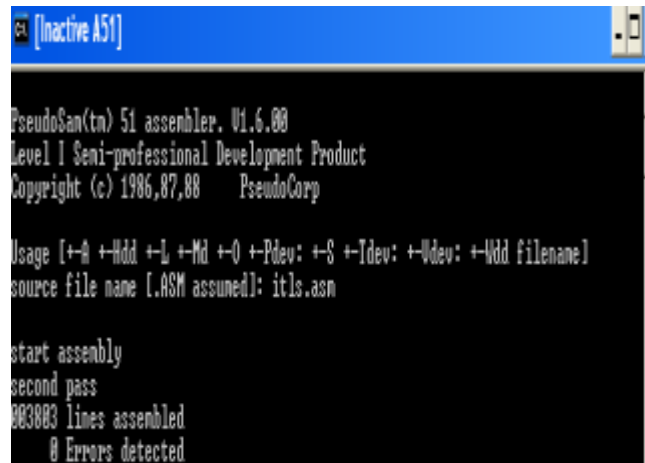 [Inactive A51]
PseudoSam(tm) 51 assembler. V1.6.00
Level I Semi-professional Development Product
Copyright (c) 1986,87,88 PseudoCorp
Usage [+-A +-Hdd +-L +-Md +-O +-Pdev: +-S +-Tdev: +-Vdev: +-Wdd filename]
source file name [.ASM assumed]: itls.asm
start assembly
second pass
003803 lines assembled
0 Errors detected